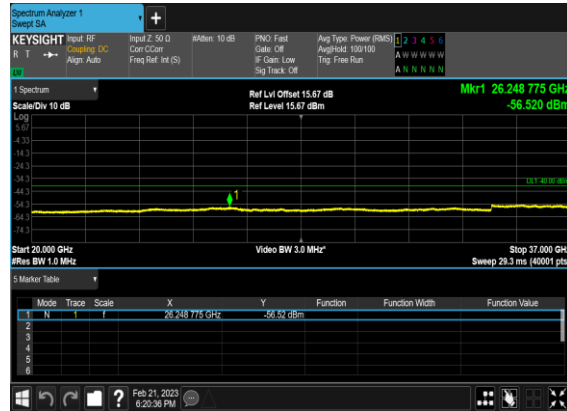 Spectrum Analyzer 1
Swept SA
KEYSIGHT Input: RF Input Z: 50 Ω #Atten: 10 dB PNO: Fast Avg Type: Power (RMS) 1 2 3 4 5 6
R T Coupling: DC Corr CCorr Gate: Off Avg|Hold: 100/100 A W W W W W
Align: Auto Freq Ref: Int (S) IF Gain: Low Trig: Free Run
Sig Track: Off A N N N N N
1 Spectrum Ref Lvl Offset 15.67 dB Mkr1 26.248 775 GHz
Scale/Div 10 dB Ref Level 15.67 dBm -56.520 dBm
Log
5.67
-4.33
-14.3
-24.3
-34.3 DL1 -40.00 dBm
-44.3
1
-54.3
-64.3
-74.3
Start 20.000 GHz Video BW 3.0 MHz* Stop 37.000 GHz
#Res BW 1.0 MHz Sweep 29.3 ms (40001 pts)
5 Marker Table
Mode Trace Scale X Y Function Function Width Function Value
1 N 1 f 26.248 775 GHz -56.52 dBm
2
3
4
5
6
? Feb 21, 2023
6:20:36 PM